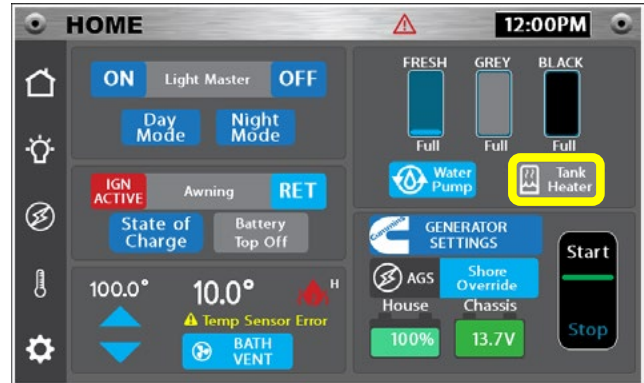 HOME
12:00PM
ON Light Master OFF
Day Mode
Night Mode
FRESH GREY BLACK
Full Full Full
Water Pump
Tank Heater
IGN ACTIVE Awning RET
State of Charge
Battery Top Off
100.0° 10.0° H
Temp Sensor Error
BATH VENT
Cummins
GENERATOR SETTINGS
AGS
Shore Override
House Chassis
100% 13.7V
Start
Stop